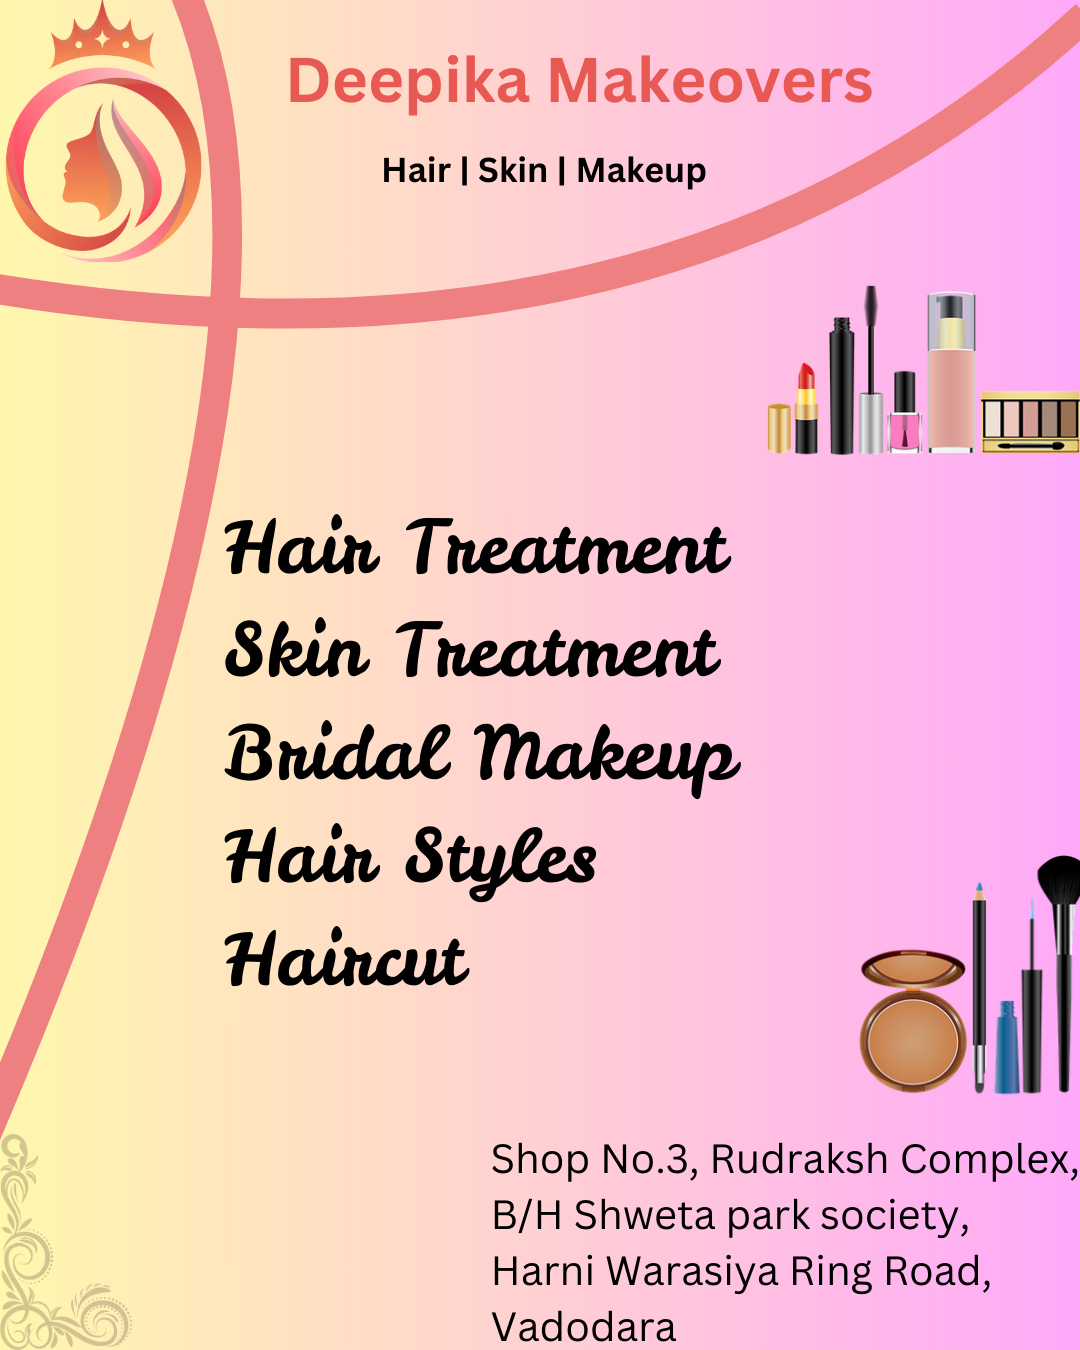 Deepika Makeovers
Hair | Skin | Makeup
Hair Treatment
Skin Treatment
Bridal Makeup
Hair Styles
Haircut
Shop No.3, Rudraksh Complex,
B/H Shweta park society,
Harni Warasiya Ring Road,
Vadodara